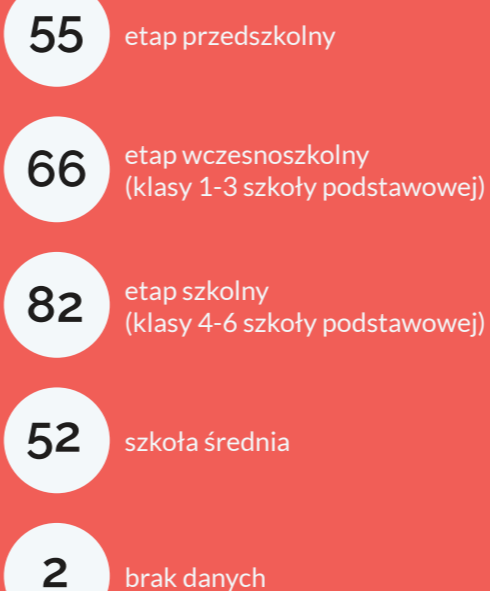 55 etap przedszkolny
66 etap wczesnoszkolny
(klasy 1-3 szkoły podstawowej)
82 etap szkolny
(klasy 4-6 szkoły podstawowej)
52 szkoła średnia
2 brak danych